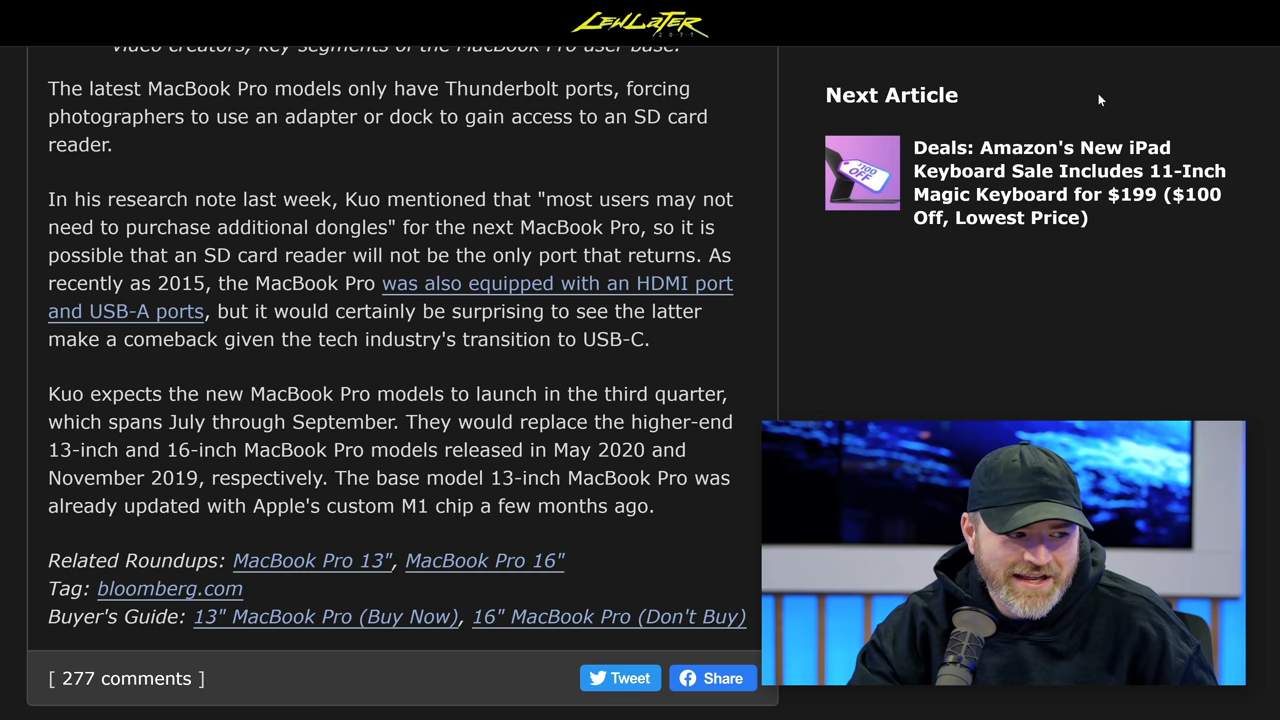 LEWLATER
2077
video creators, key segments of the MacBook Pro user base.
The latest MacBook Pro models only have Thunderbolt ports, forcing
photographers to use an adapter or dock to gain access to an SD card
reader.
In his research note last week, Kuo mentioned that "most users may not
need to purchase additional dongles" for the next MacBook Pro, so it is
possible that an SD card reader will not be the only port that returns. As
recently as 2015, the MacBook Pro was also equipped with an HDMI port
and USB-A ports, but it would certainly be surprising to see the latter
make a comeback given the tech industry's transition to USB-C.
Kuo expects the new MacBook Pro models to launch in the third quarter,
which spans July through September. They would replace the higher-end
13-inch and 16-inch MacBook Pro models released in May 2020 and
November 2019, respectively. The base model 13-inch MacBook Pro was
already updated with Apple's custom M1 chip a few months ago.
Related Roundups: MacBook Pro 13", MacBook Pro 16"
Tag: bloomberg.com
Buyer's Guide: 13" MacBook Pro (Buy Now), 16" MacBook Pro (Don't Buy)
[ 277 comments ]
Tweet
Share
Next Article
$100
OFF
Deals: Amazon's New iPad
Keyboard Sale Includes 11-Inch
Magic Keyboard for $199 ($100
Off, Lowest Price)